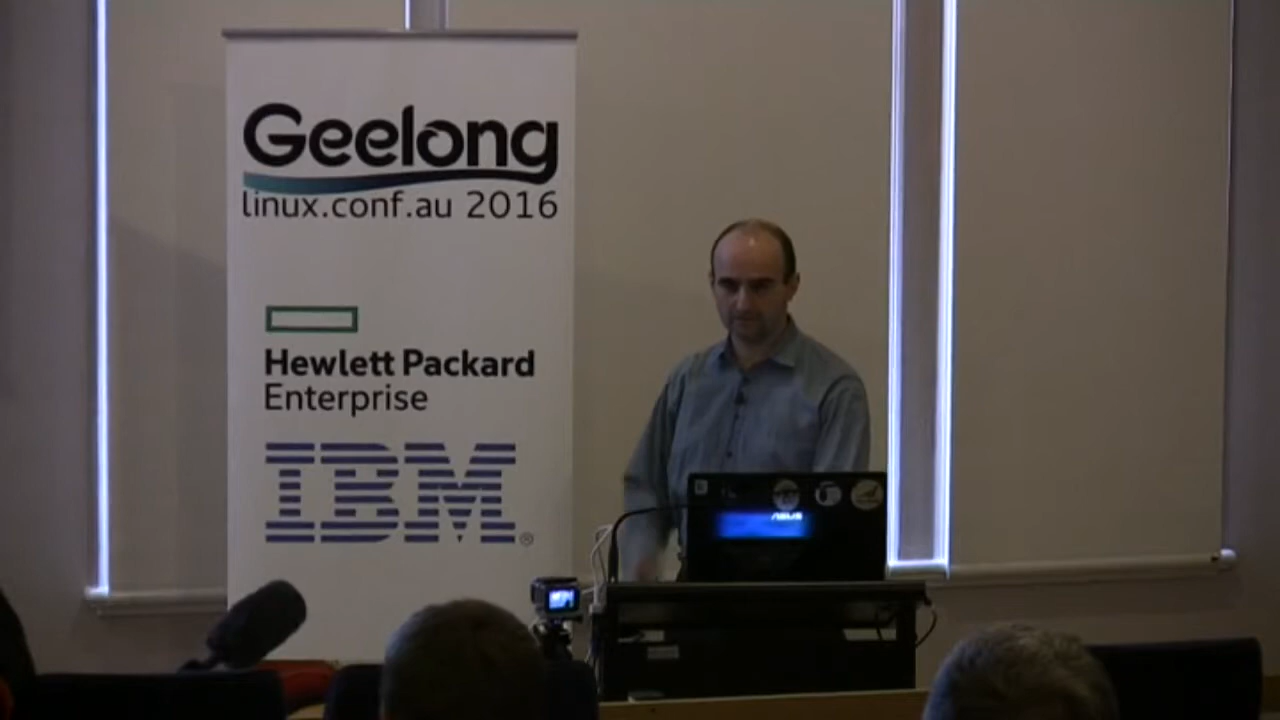 Geelong
linux.conf.au 2016
Hewlett Packard
Enterprise
IBM®